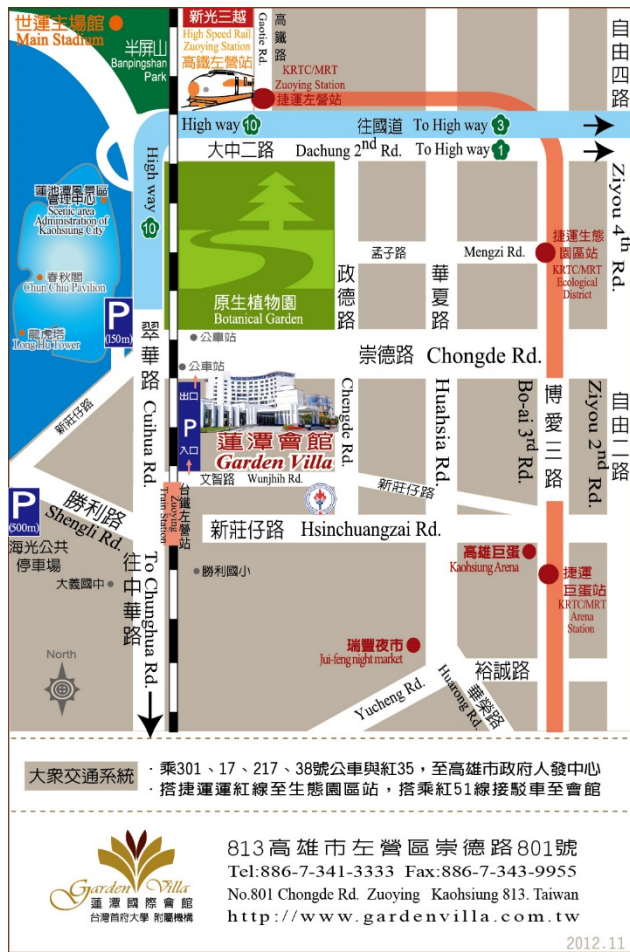 世運主場館
Main Stadium
半屏山
Banpingshan
Park
新光三越
High Speed Rail
Zuoying Station
高鐵左營站
高鐵路
Gaotie Rd.
KRTC/MRT
Zuoying Station
捷運左營站
自由四路
Ziyou 4th Rd.
High way 10
往國道 To High way 3
大中二路 Dachung 2nd Rd. To High way 1
High way 10
蓮池潭風景區
管理中心
Scenic area
Administration of
Kaohsiung City
春秋閣
Chun Chiu Pavilion
龍虎塔
Long Hu Tower
P
(150m)
原生植物園
Botanical Garden
政德路
孟子路 Mengzi Rd.
華夏路
捷運生態
園區站
KRTC/MRT
Ecological
District
公車站
公車站
崇德路 Chongde Rd.
翠華路 Cuihua Rd.
新莊仔路
出口
P
入口
蓮潭會館
Garden Villa
Chongde Rd.
Huahsia Rd.
Bo-ai 3rd Rd.
博愛三路
Ziyou 2nd Rd.
自由二路
文智路 Wunjhih Rd.
新莊仔路
P
(500m)
海光公共
停車場
勝利路
Shengli Rd.
台鐵左營站
Zuoying
Train Station
新莊仔路 Hsinchuangzai Rd.
大義國中
往中華路
To Chunghua Rd.
勝利國小
高雄巨蛋
Kaohsiung Arena
捷運
巨蛋站
KRTC/MRT
Arena
Station
瑞豐夜市
Jui-feng night market
North
Yucheng Rd.
裕誠路
華榮路
Huarong Rd.
大眾交通系統
‧乘301、17、217、38號公車與紅35，至高雄市政府人發中心
‧搭捷運運紅線至生態園區站，搭乘紅51線接駁車至會館
Garden Villa
蓮潭國際會館
台灣首府大學 附屬機構
813高雄市左營區崇德路801號
Tel:886-7-341-3333 Fax:886-7-343-9955
No.801 Chongde Rd. Zuoying Kaohsiung 813. Taiwan
http://www.gardenvilla.com.tw
2012.11